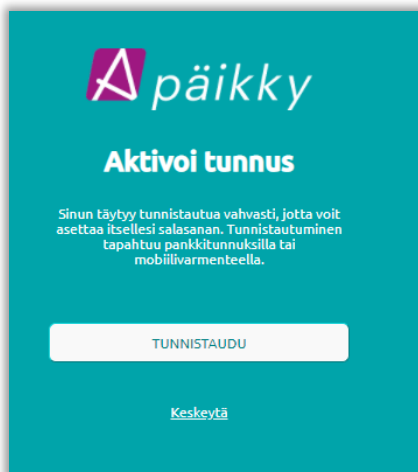 A päikky
Aktivoi tunnus
Sinun täytyy tunnistautua vahvasti, jotta voit
asettaa itsellesi salasanan. Tunnistautuminen
tapahtuu pankkitunnuksilla tai
mobiilivarmenteella.
TUNNISTAUDU
Keskeytä